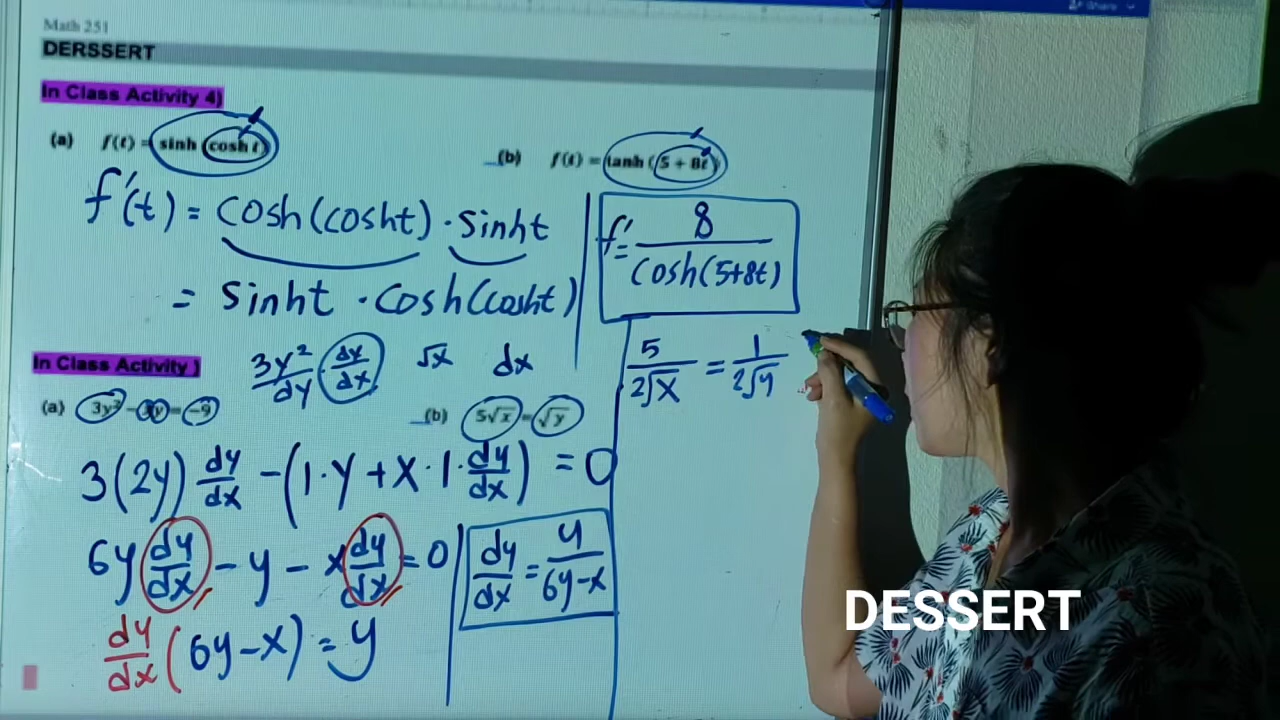 Math 251
DERSSERT
In Class Activity 4)
(a) f(t) = sinh (cosh t)
(b) f(t) = tanh (5 + 8t)
f'(t) = cosh(cosht) · sinht
= sinht · cosh(cosht)
f' = 8 / cosh(5+8t)
In Class Activity )
3y² / dy · dy/dx √x dx
(a) 3y² - = -9
(b) 5√x = √y
5/2√x = 1/2√y
3(2y) dy/dx - (1·y + x·1·dy/dx) = 0
6y dy/dx - y - x dy/dx = 0
dy/dx = y/6y-x
dy/dx (6y-x) = y
DESSERT
Share